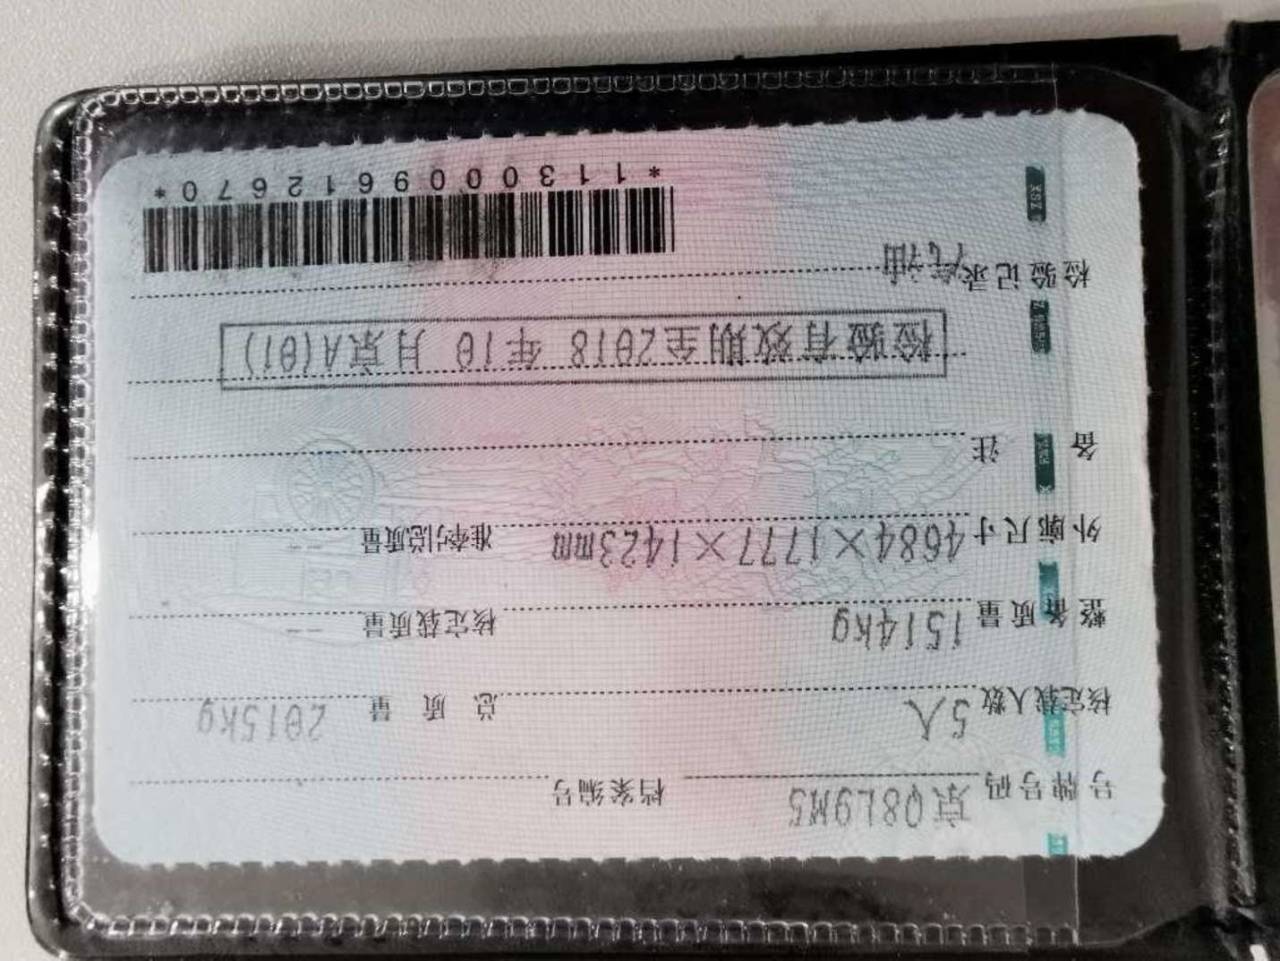 号牌号码 京Q8L9M5 档案编号
核定载人数 5人 总质量 2015kg
整备质量 1514kg 核定载质量 --
外廓尺寸 4684×1777×1423mm 准牵引总质量 --
备注
检验有效期至2018年10月京A(01)
检验记录 汽油
*1130009612670*